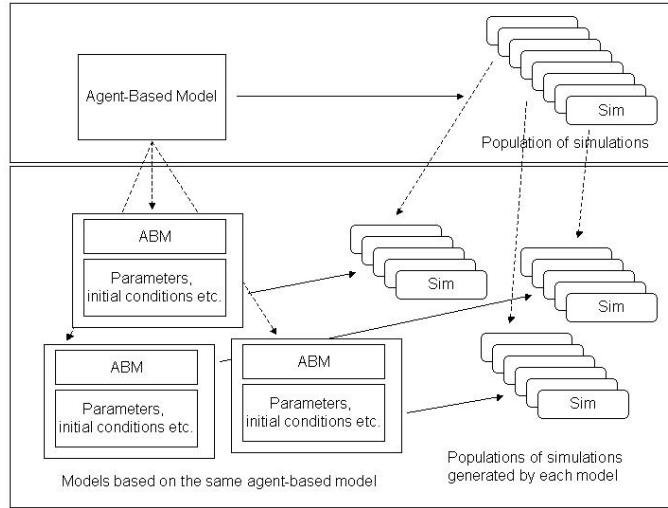 Agent-Based Model
Sim
Population of simulations
ABM
Parameters,
initial conditions etc.
Sim
Sim
ABM
Parameters,
initial conditions etc.
ABM
Parameters,
initial conditions etc.
Sim
Models based on the same agent-based model
Populations of simulations
generated by each model